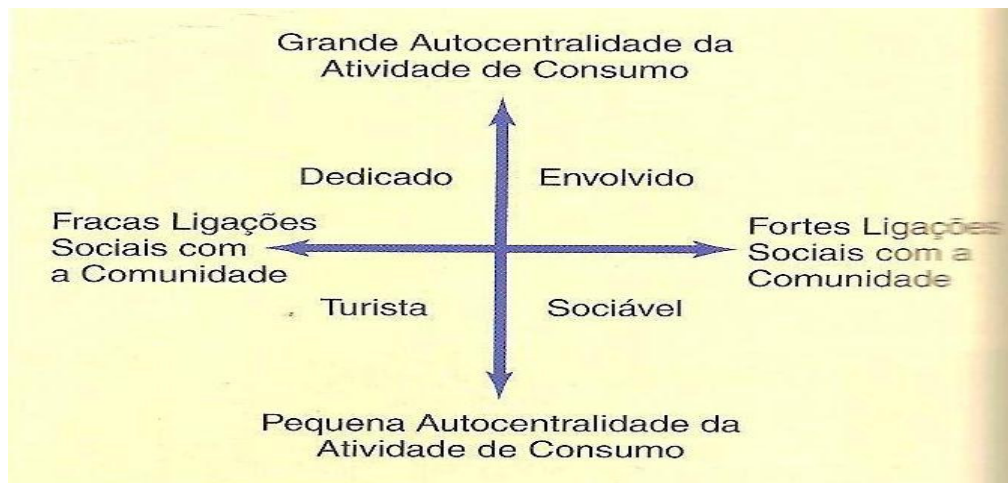 Grande Autocentralidade da
Atividade de Consumo
Dedicado
Envolvido
Fracas Ligações
Sociais com
a Comunidade
Fortes Ligações
Sociais com a
Comunidade
Turista
Sociável
Pequena Autocentralidade da
Atividade de Consumo